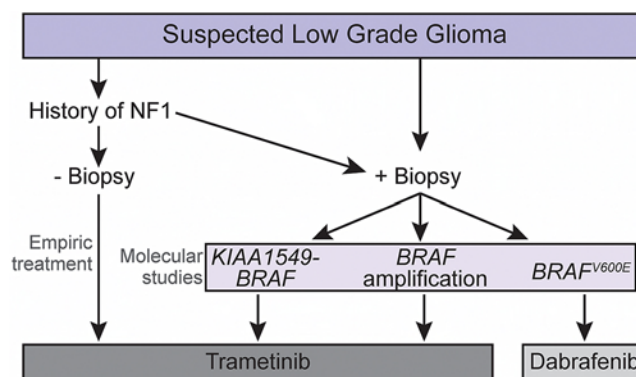 Suspected Low Grade Glioma
History of NF1
- Biopsy
+ Biopsy
Empiric
treatment
Molecular
studies
KIAA1549-
BRAF
BRAF
amplification
BRAFV600E
Trametinib
Dabrafenib